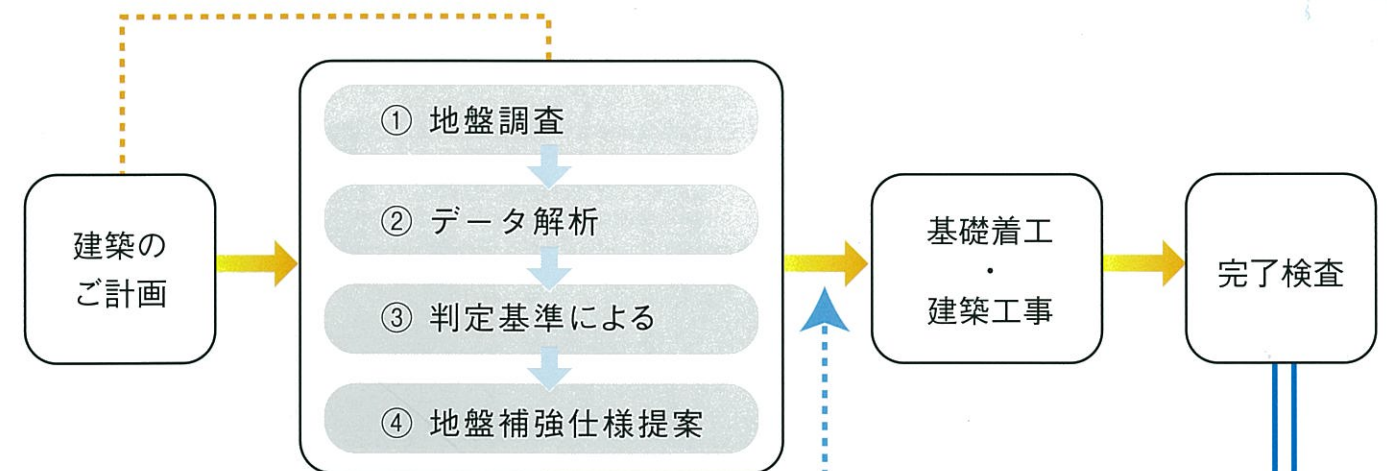 建築の
ご計画
① 地盤調査
② データ解析
③ 判定基準による
④ 地盤補強仕様提案
基礎着工
・
建築工事
完了検査